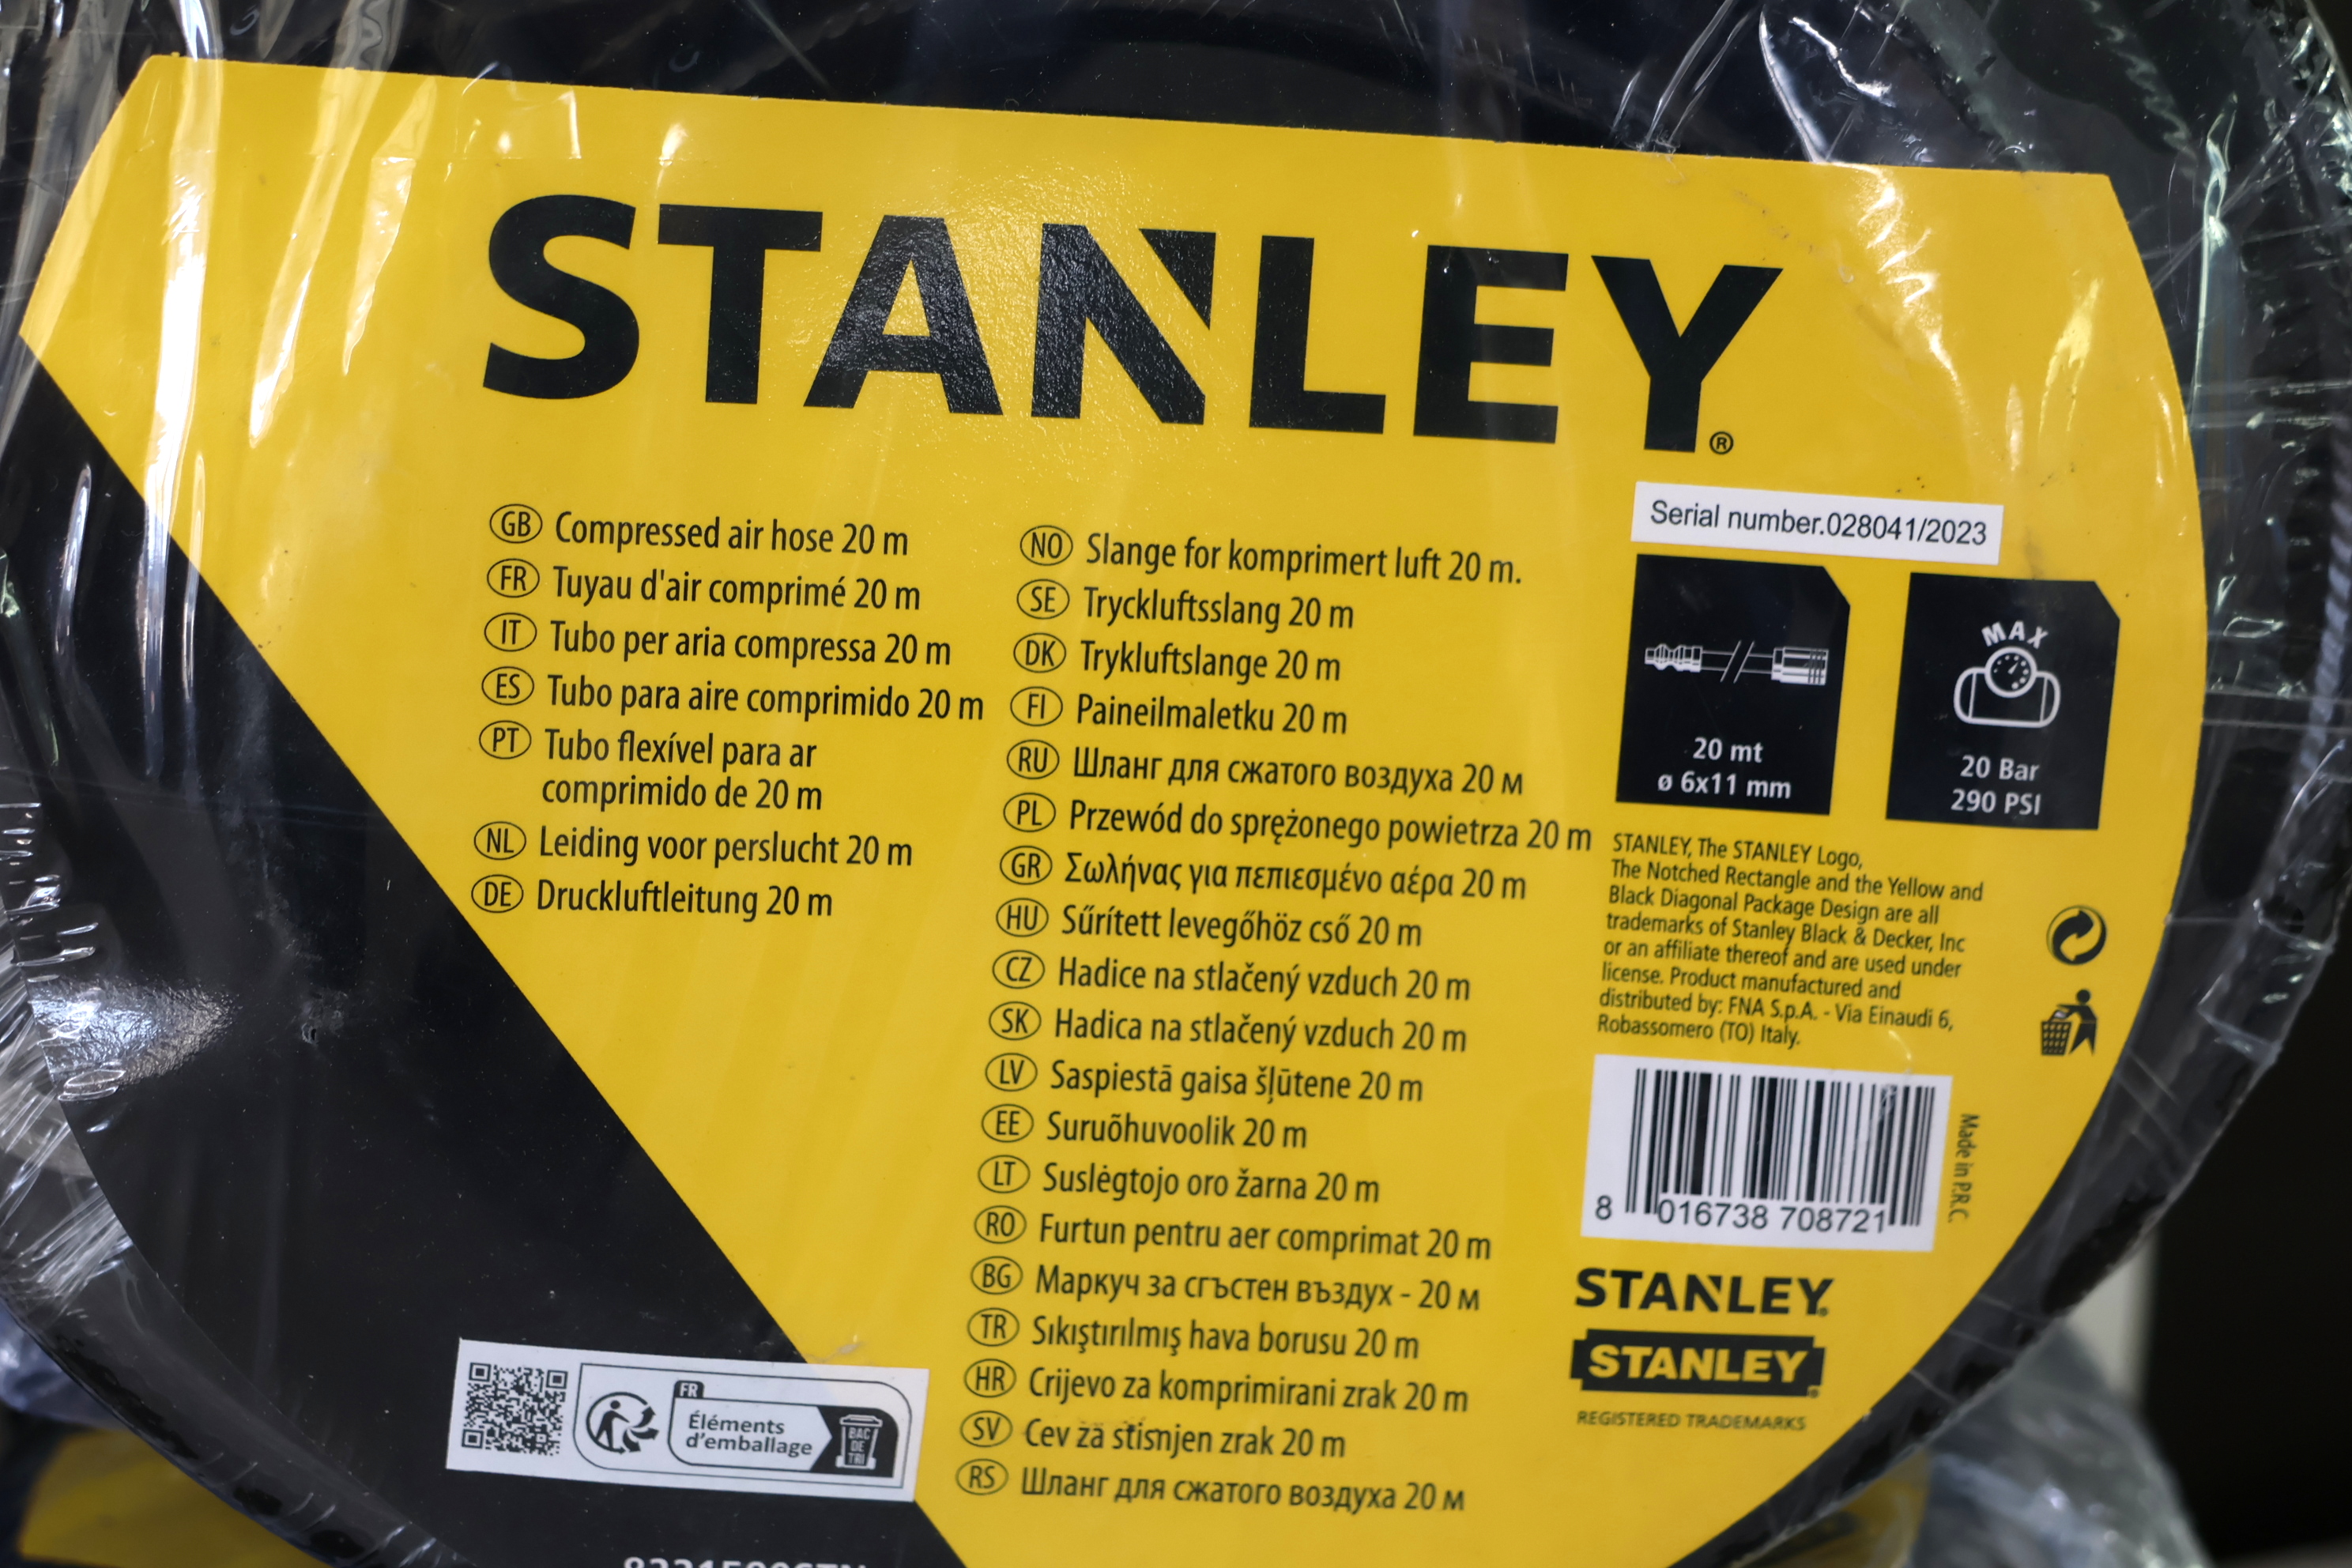 STANLEY®
GB Compressed air hose 20 m
FR Tuyau d'air comprimé 20 m
IT Tubo per aria compressa 20 m
ES Tubo para aire comprimido 20 m
PT Tubo flexível para ar
comprimido de 20 m
NL Leiding voor perslucht 20 m
DE Druckluftleitung 20 m
NO Slange for komprimert luft 20 m.
SE Tryckluftsslang 20 m
DK Trykluftslange 20 m
FI Paineilmaletku 20 m
RU Шланг для сжатого воздуха 20 м
PL Przewód do sprężonego powietrza 20 m
GR Σωλήνας για πεπιεσμένο αέρα 20 m
HU Sűrített levegőhöz cső 20 m
CZ Hadice na stlačený vzduch 20 m
SK Hadica na stlačený vzduch 20 m
LV Saspiestā gaisa šļūtene 20 m
EE Suruõhuvoolik 20 m
LT Suslėgtojo oro žarna 20 m
RO Furtun pentru aer comprimat 20 m
BG Маркуч за сгъстен въздух - 20 м
TR Sıkıştırılmış hava borusu 20 m
HR Crijevo za komprimirani zrak 20 m
SV Cev za stisnjen zrak 20 m
RS Шланг для сжатого воздуха 20 м
Serial number.028041/2023
20 mt
ø 6x11 mm
MAX
20 Bar
290 PSI
STANLEY, The STANLEY Logo,
The Notched Rectangle and the Yellow and
Black Diagonal Package Design are all
trademarks of Stanley Black & Decker, Inc
or an affiliate thereof and are used under
license. Product manufactured and
distributed by: FNA S.p.A. - Via Einaudi 6,
Robassomero (TO) Italy.
8 016738 708721
Made in P.R.C.
STANLEY®
STANLEY®
REGISTERED TRADEMARKS
FR
Éléments
d'emballage
BAC
DE
TRI